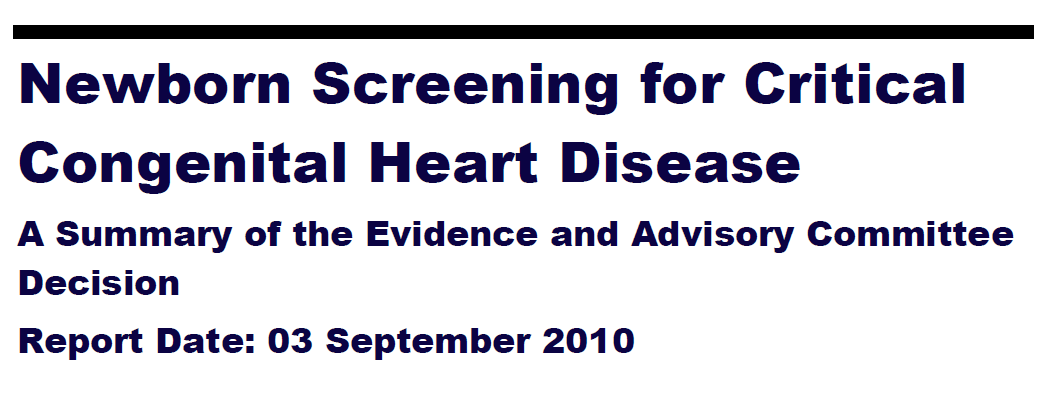 Newborn Screening for Critical
Congenital Heart Disease
A Summary of the Evidence and Advisory Committee
Decision
Report Date: 03 September 2010